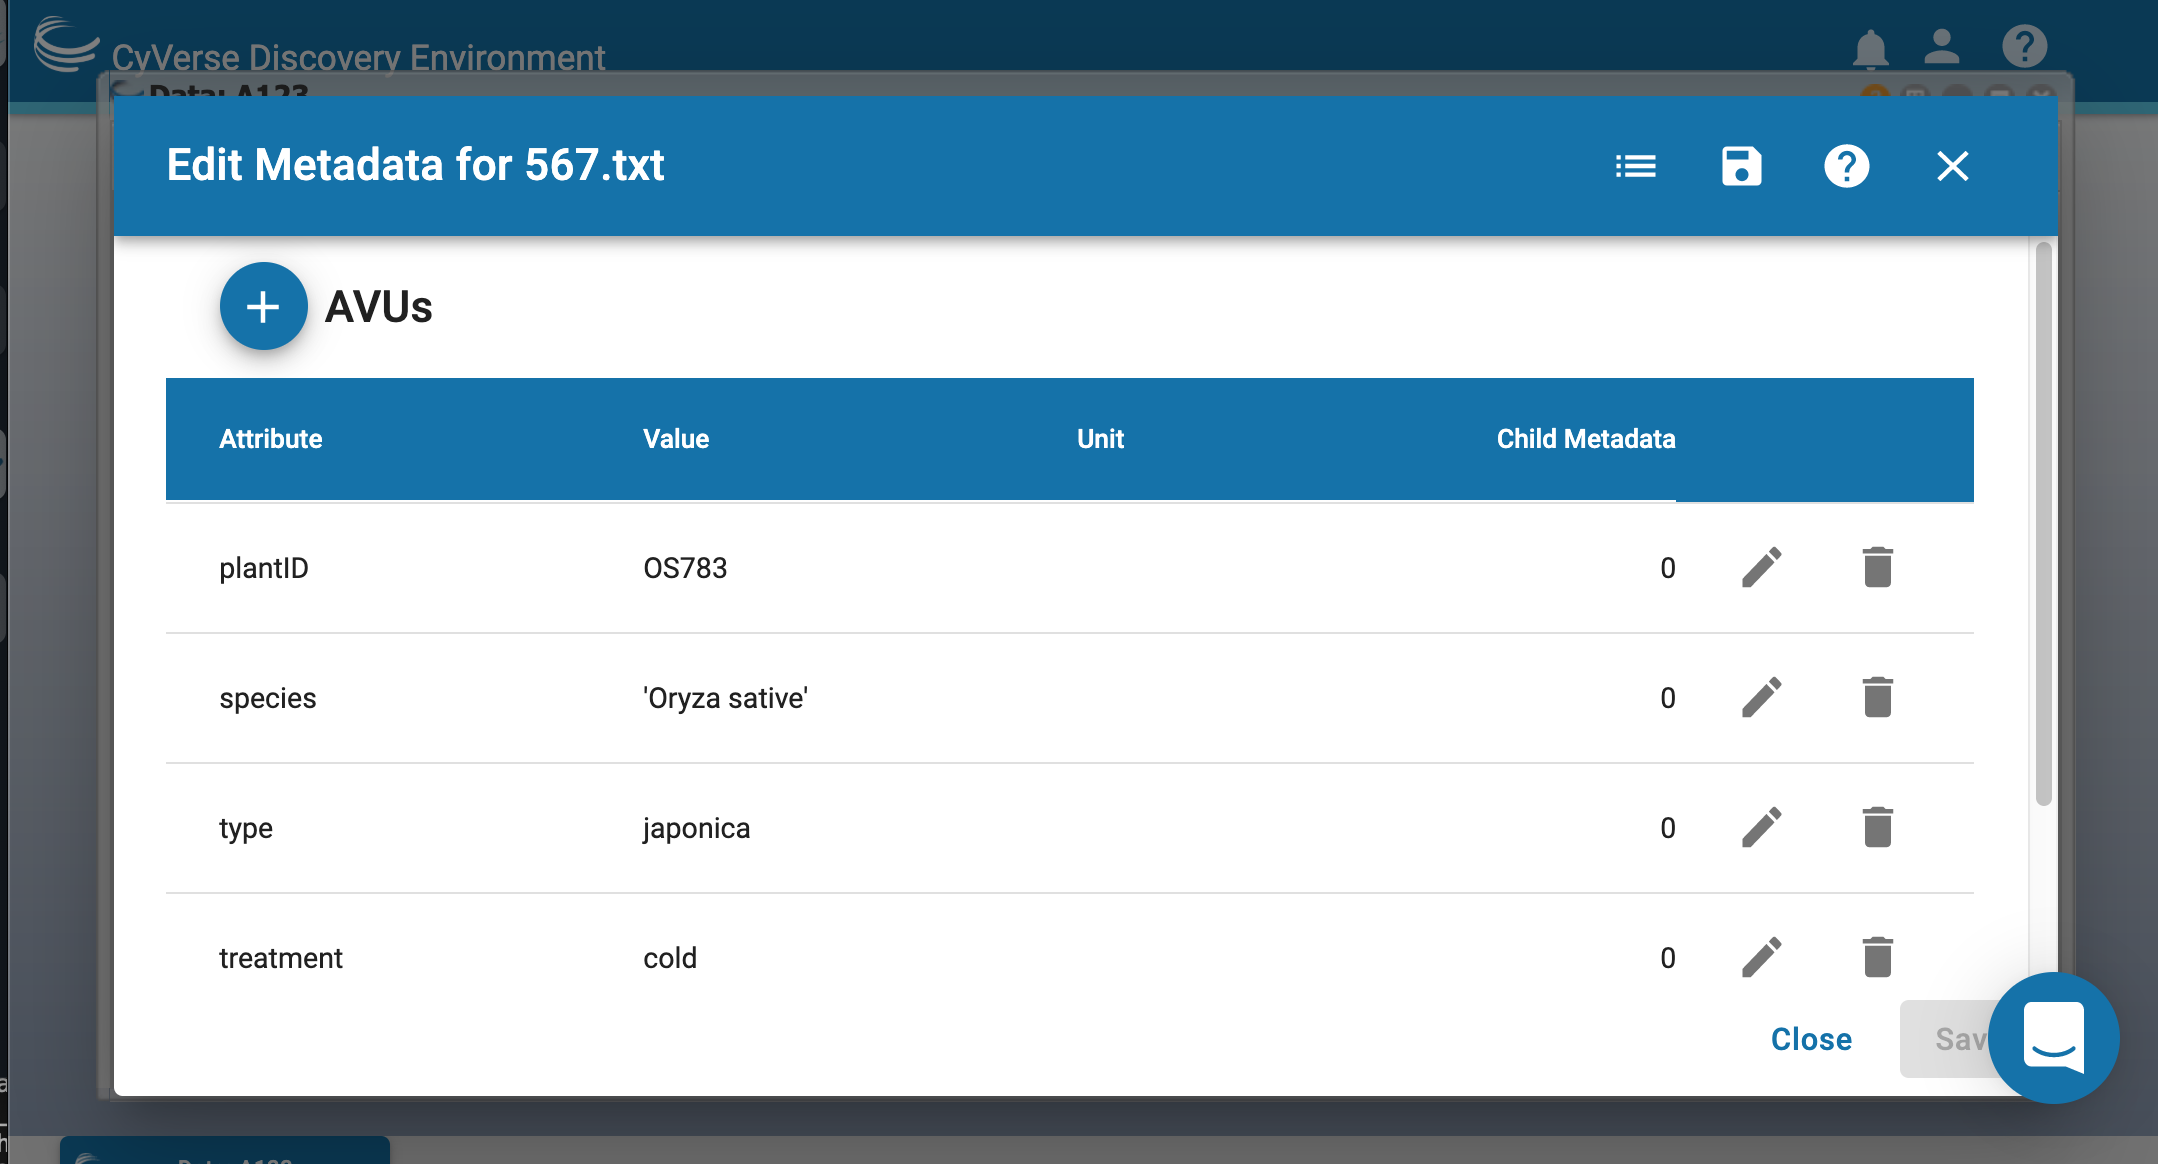 CyVerse Discovery Environment
Data: A123
Edit Metadata for 567.txt
AVUs
Attribute Value Unit Child Metadata
plantID OS783 0
species 'Oryza sative' 0
type japonica 0
treatment cold 0
Close